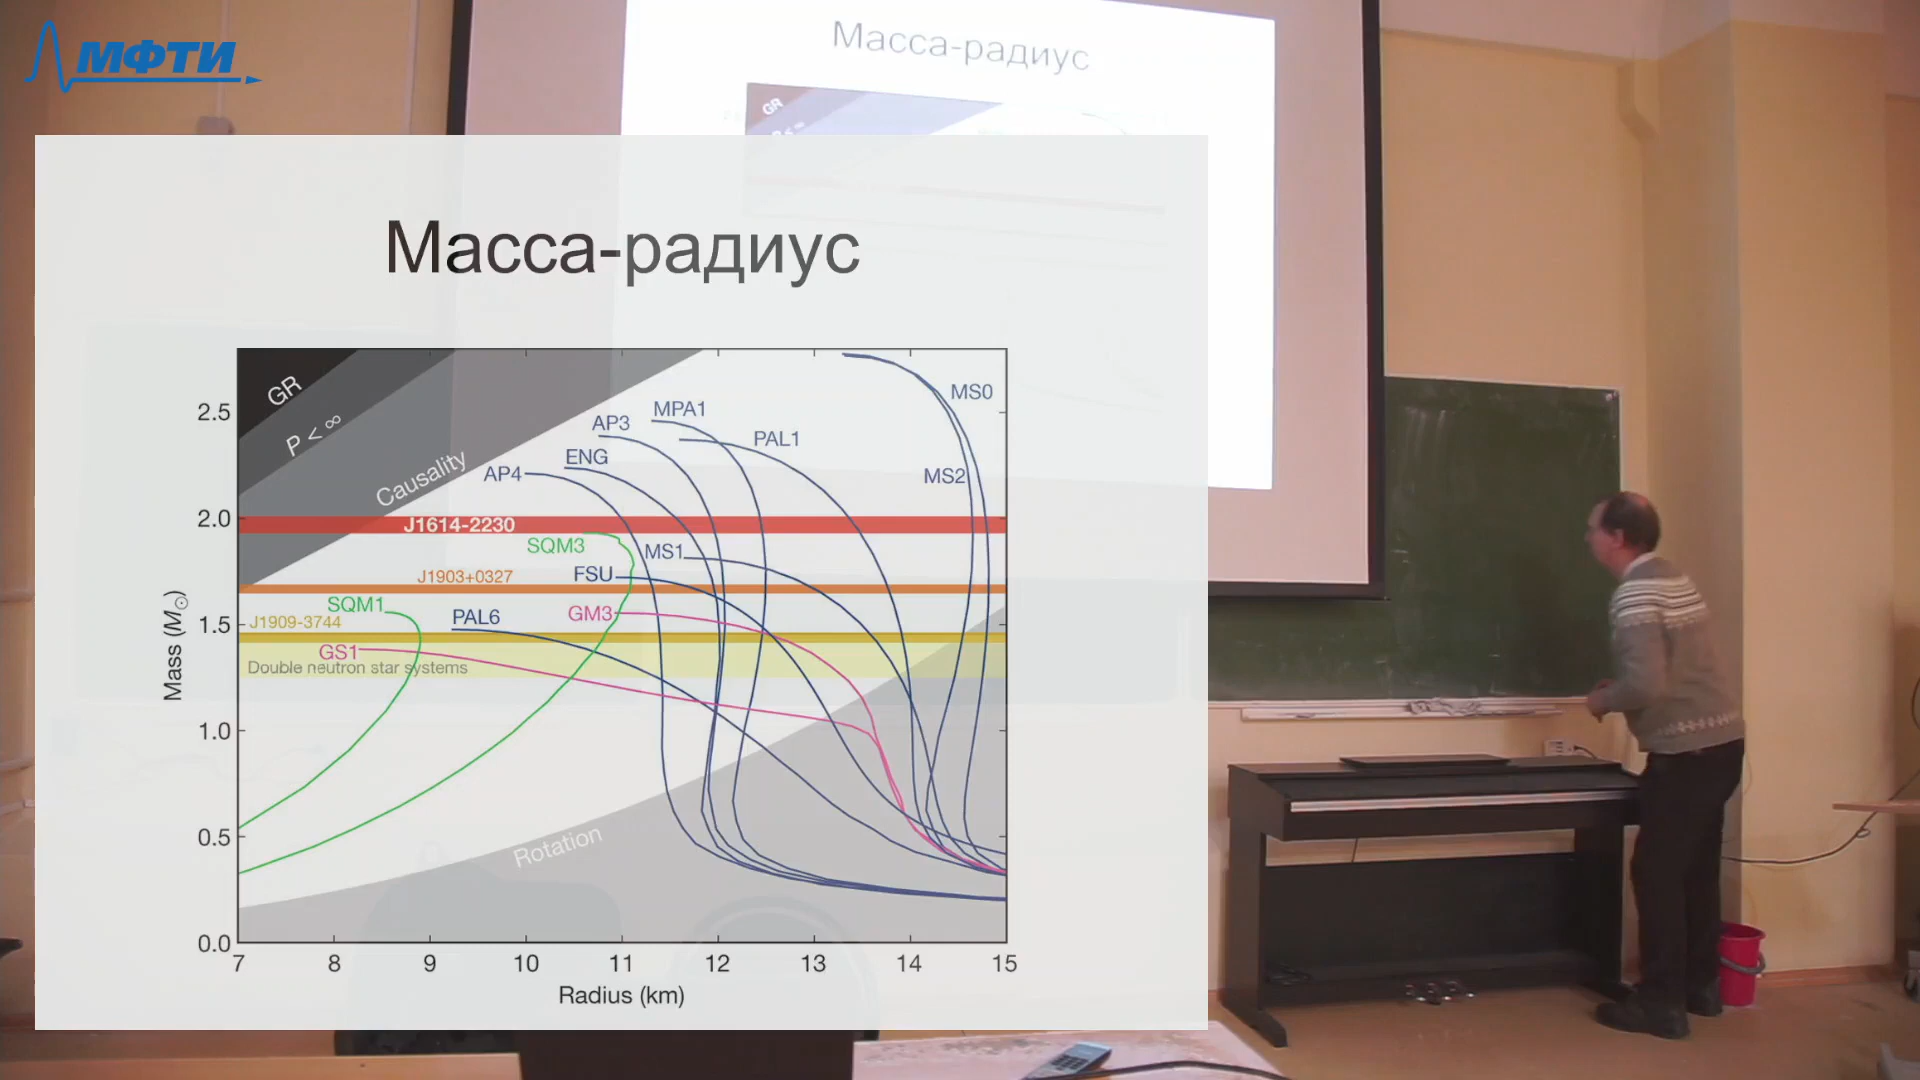 МФТИ
Масса-радиус
GR
P < ∞
Масса-радиус
GR
P < ∞
Causality
AP4
ENG
AP3
MPA1
PAL1
MS0
MS2
J1614-2230
SQM3
MS1
J1903+0327
FSU
SQM1
J1909-3744
PAL6
GM3
GS1
Double neutron star systems
Rotation
2.5
2.0
1.5
1.0
0.5
0.0
Mass (M☉)
7 8 9 10 11 12 13 14 15
Radius (km)